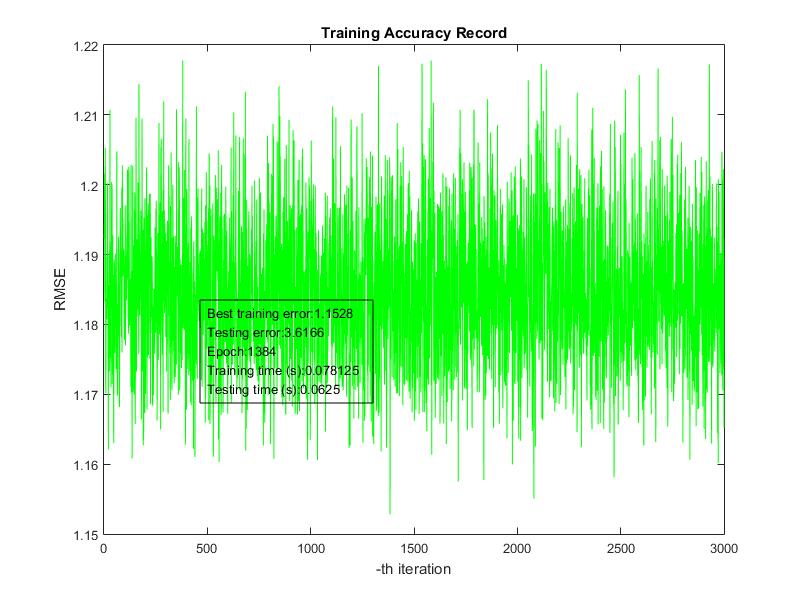 Training Accuracy Record
1.22
1.21
1.2
1.19
1.18
1.17
1.16
1.15
RMSE
Best training error:1.1528
Testing error:3.6166
Epoch:1384
Training time (s):0.078125
Testing time (s):0.0625
0 500 1000 1500 2000 2500 3000
-th iteration